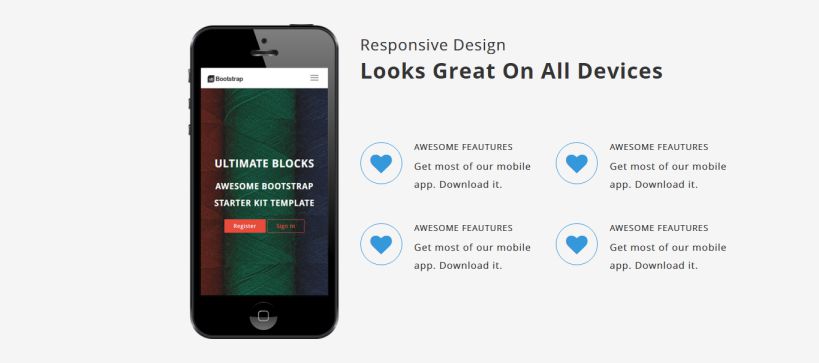 Responsive Design
Looks Great On All Devices
Bootstrap
ULTIMATE BLOCKS
AWESOME BOOTSTRAP
STARTER KIT TEMPLATE
Register
Sign In
AWESOME FEAUTURES
Get most of our mobile
app. Download it.
AWESOME FEAUTURES
Get most of our mobile
app. Download it.
AWESOME FEAUTURES
Get most of our mobile
app. Download it.
AWESOME FEAUTURES
Get most of our mobile
app. Download it.